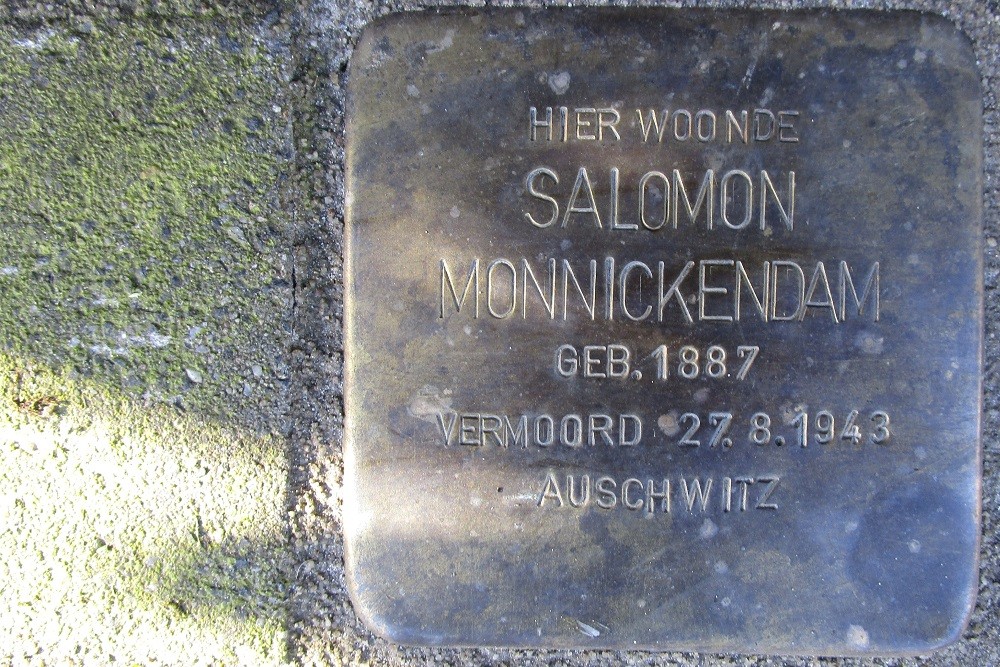 HIER WOONDE
SALOMON
MONNICKENDAM
GEB. 1887
VERMOORD 27.8.1943
AUSCHWITZ